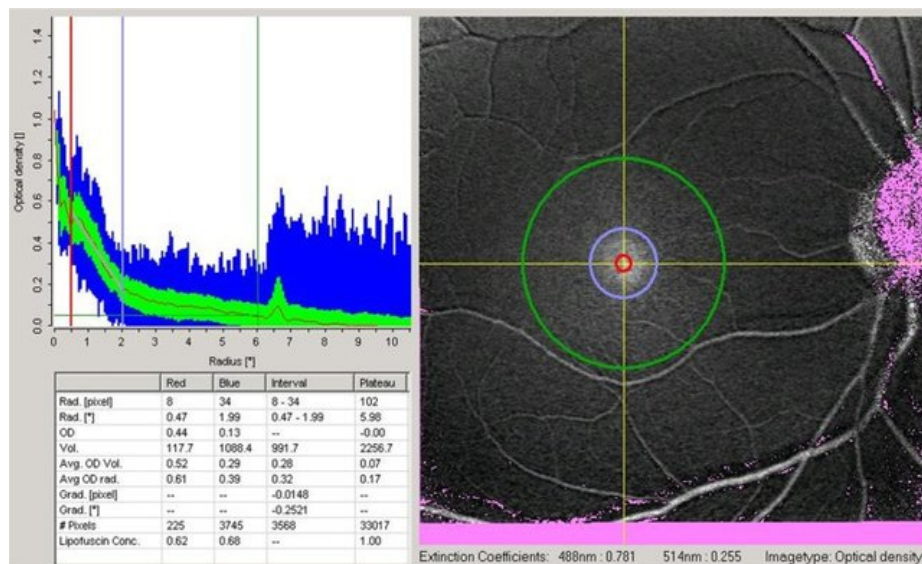 Optical density []
1.4
1.2
1.0
0.8
0.6
0.4
0.2
0.0
0 1 2 3 4 5 6 7 8 9 10
Radius [°]
Red Blue Interval Plateau
Rad. [pixel] 8 34 8 - 34 102
Rad. [°] 0.47 1.99 0.47 - 1.99 5.98
OD 0.44 0.13 -- -0.00
Vol. 117.7 1088.4 991.7 2256.7
Avg. OD Vol. 0.52 0.29 0.28 0.07
Avg OD rad. 0.61 0.39 0.32 0.17
Grad. [pixel] -- -- -0.0148 --
Grad. [°] -- -- -0.2521 --
# Pixels 225 3745 3568 33017
Lipofuscin Conc. 0.62 0.68 -- 1.00
Extinction Coefficients: 488nm : 0.781 514nm : 0.255 Imagetype: Optical density